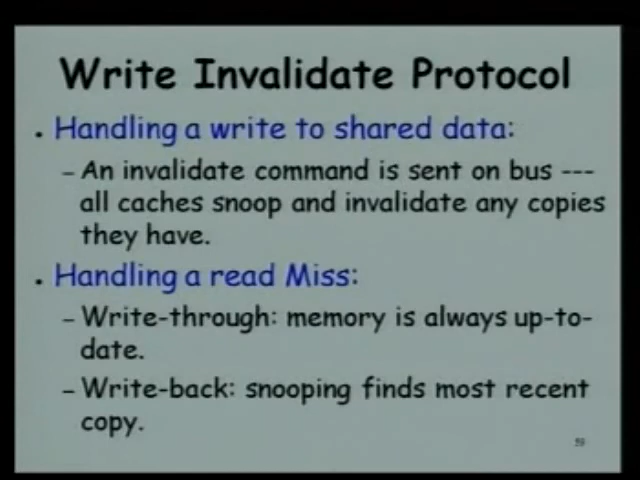 Write Invalidate Protocol
• Handling a write to shared data:
– An invalidate command is sent on bus ---
all caches snoop and invalidate any copies
they have.
• Handling a read Miss:
– Write-through: memory is always up-to-
date.
– Write-back: snooping finds most recent
copy.
59